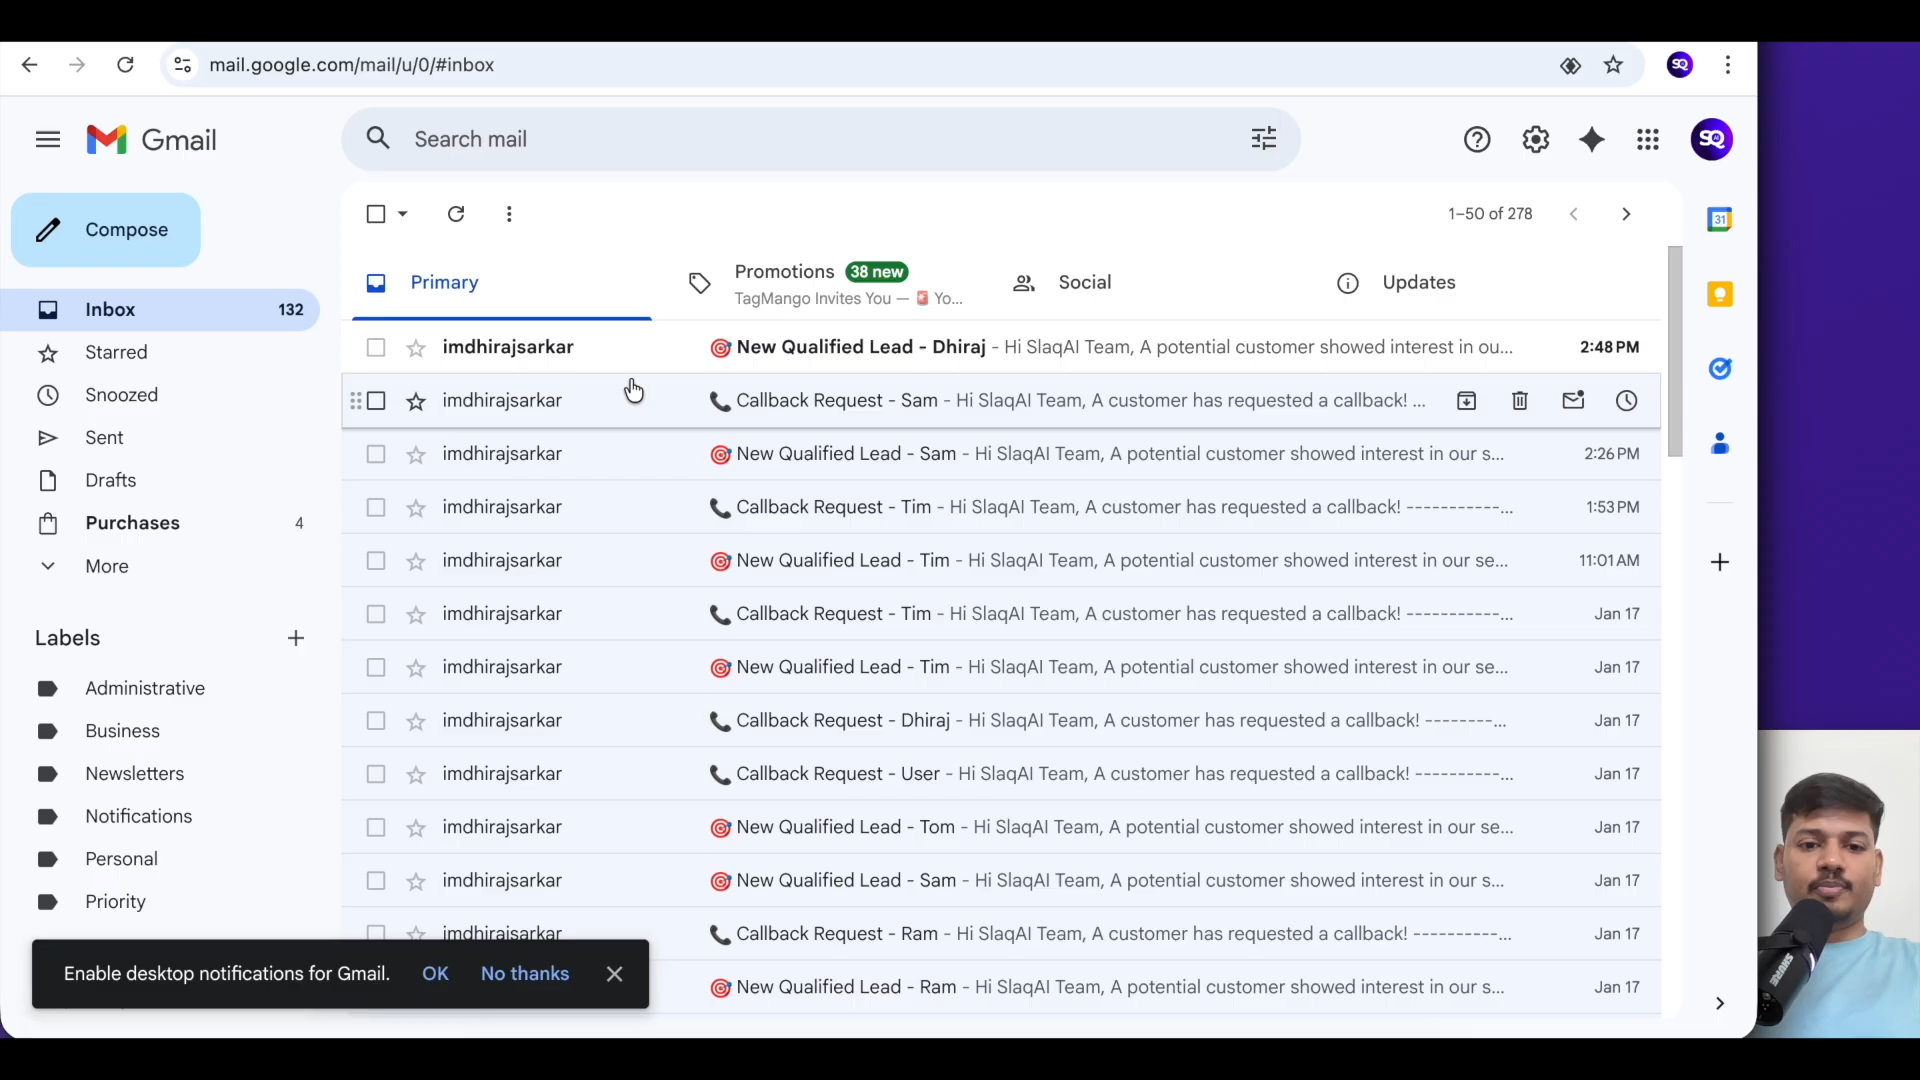 mail.google.com/mail/u/0/#inbox
SQ
Gmail
Search mail
SQ
Compose
1–50 of 278
31
Primary
Promotions 38 new
TagMango Invites You — 🚨 Yo...
Social
Updates
Inbox 132
Starred
Snoozed
Sent
Drafts
Purchases 4
More
Labels
Administrative
Business
Newsletters
Notifications
Personal
Priority
imdhirajsarkar 🎯 New Qualified Lead - Dhiraj - Hi SlaqAI Team, A potential customer showed interest in ou... 2:48 PM
imdhirajsarkar 📞 Callback Request - Sam - Hi SlaqAI Team, A customer has requested a callback! ...
imdhirajsarkar 🎯 New Qualified Lead - Sam - Hi SlaqAI Team, A potential customer showed interest in our s... 2:26 PM
imdhirajsarkar 📞 Callback Request - Tim - Hi SlaqAI Team, A customer has requested a callback! -----------... 1:53 PM
imdhirajsarkar 🎯 New Qualified Lead - Tim - Hi SlaqAI Team, A potential customer showed interest in our se... 11:01 AM
imdhirajsarkar 📞 Callback Request - Tim - Hi SlaqAI Team, A customer has requested a callback! -----------... Jan 17
imdhirajsarkar 🎯 New Qualified Lead - Tim - Hi SlaqAI Team, A potential customer showed interest in our se... Jan 17
imdhirajsarkar 📞 Callback Request - Dhiraj - Hi SlaqAI Team, A customer has requested a callback! --------... Jan 17
imdhirajsarkar 📞 Callback Request - User - Hi SlaqAI Team, A customer has requested a callback! ----------... Jan 17
imdhirajsarkar 🎯 New Qualified Lead - Tom - Hi SlaqAI Team, A potential customer showed interest in our se... Jan 17
imdhirajsarkar 🎯 New Qualified Lead - Sam - Hi SlaqAI Team, A potential customer showed interest in our s... Jan 17
imdhirajsarkar 📞 Callback Request - Ram - Hi SlaqAI Team, A customer has requested a callback! ----------... Jan 17
🎯 New Qualified Lead - Ram - Hi SlaqAI Team, A potential customer showed interest in our s... Jan 17
Enable desktop notifications for Gmail. OK No thanks
SHURE